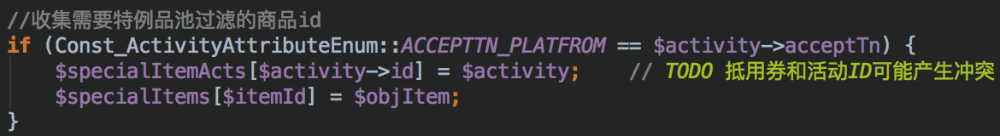 //收集需要特例品池过滤的商品id
if (Const_ActivityAttributeEnum::ACCEPTTN_PLATFROM == $activity->acceptTn) {
$specialItemActs[$activity->id] = $activity; // TODO 抵用券和活动ID可能产生冲突
$specialItems[$itemId] = $objItem;
}